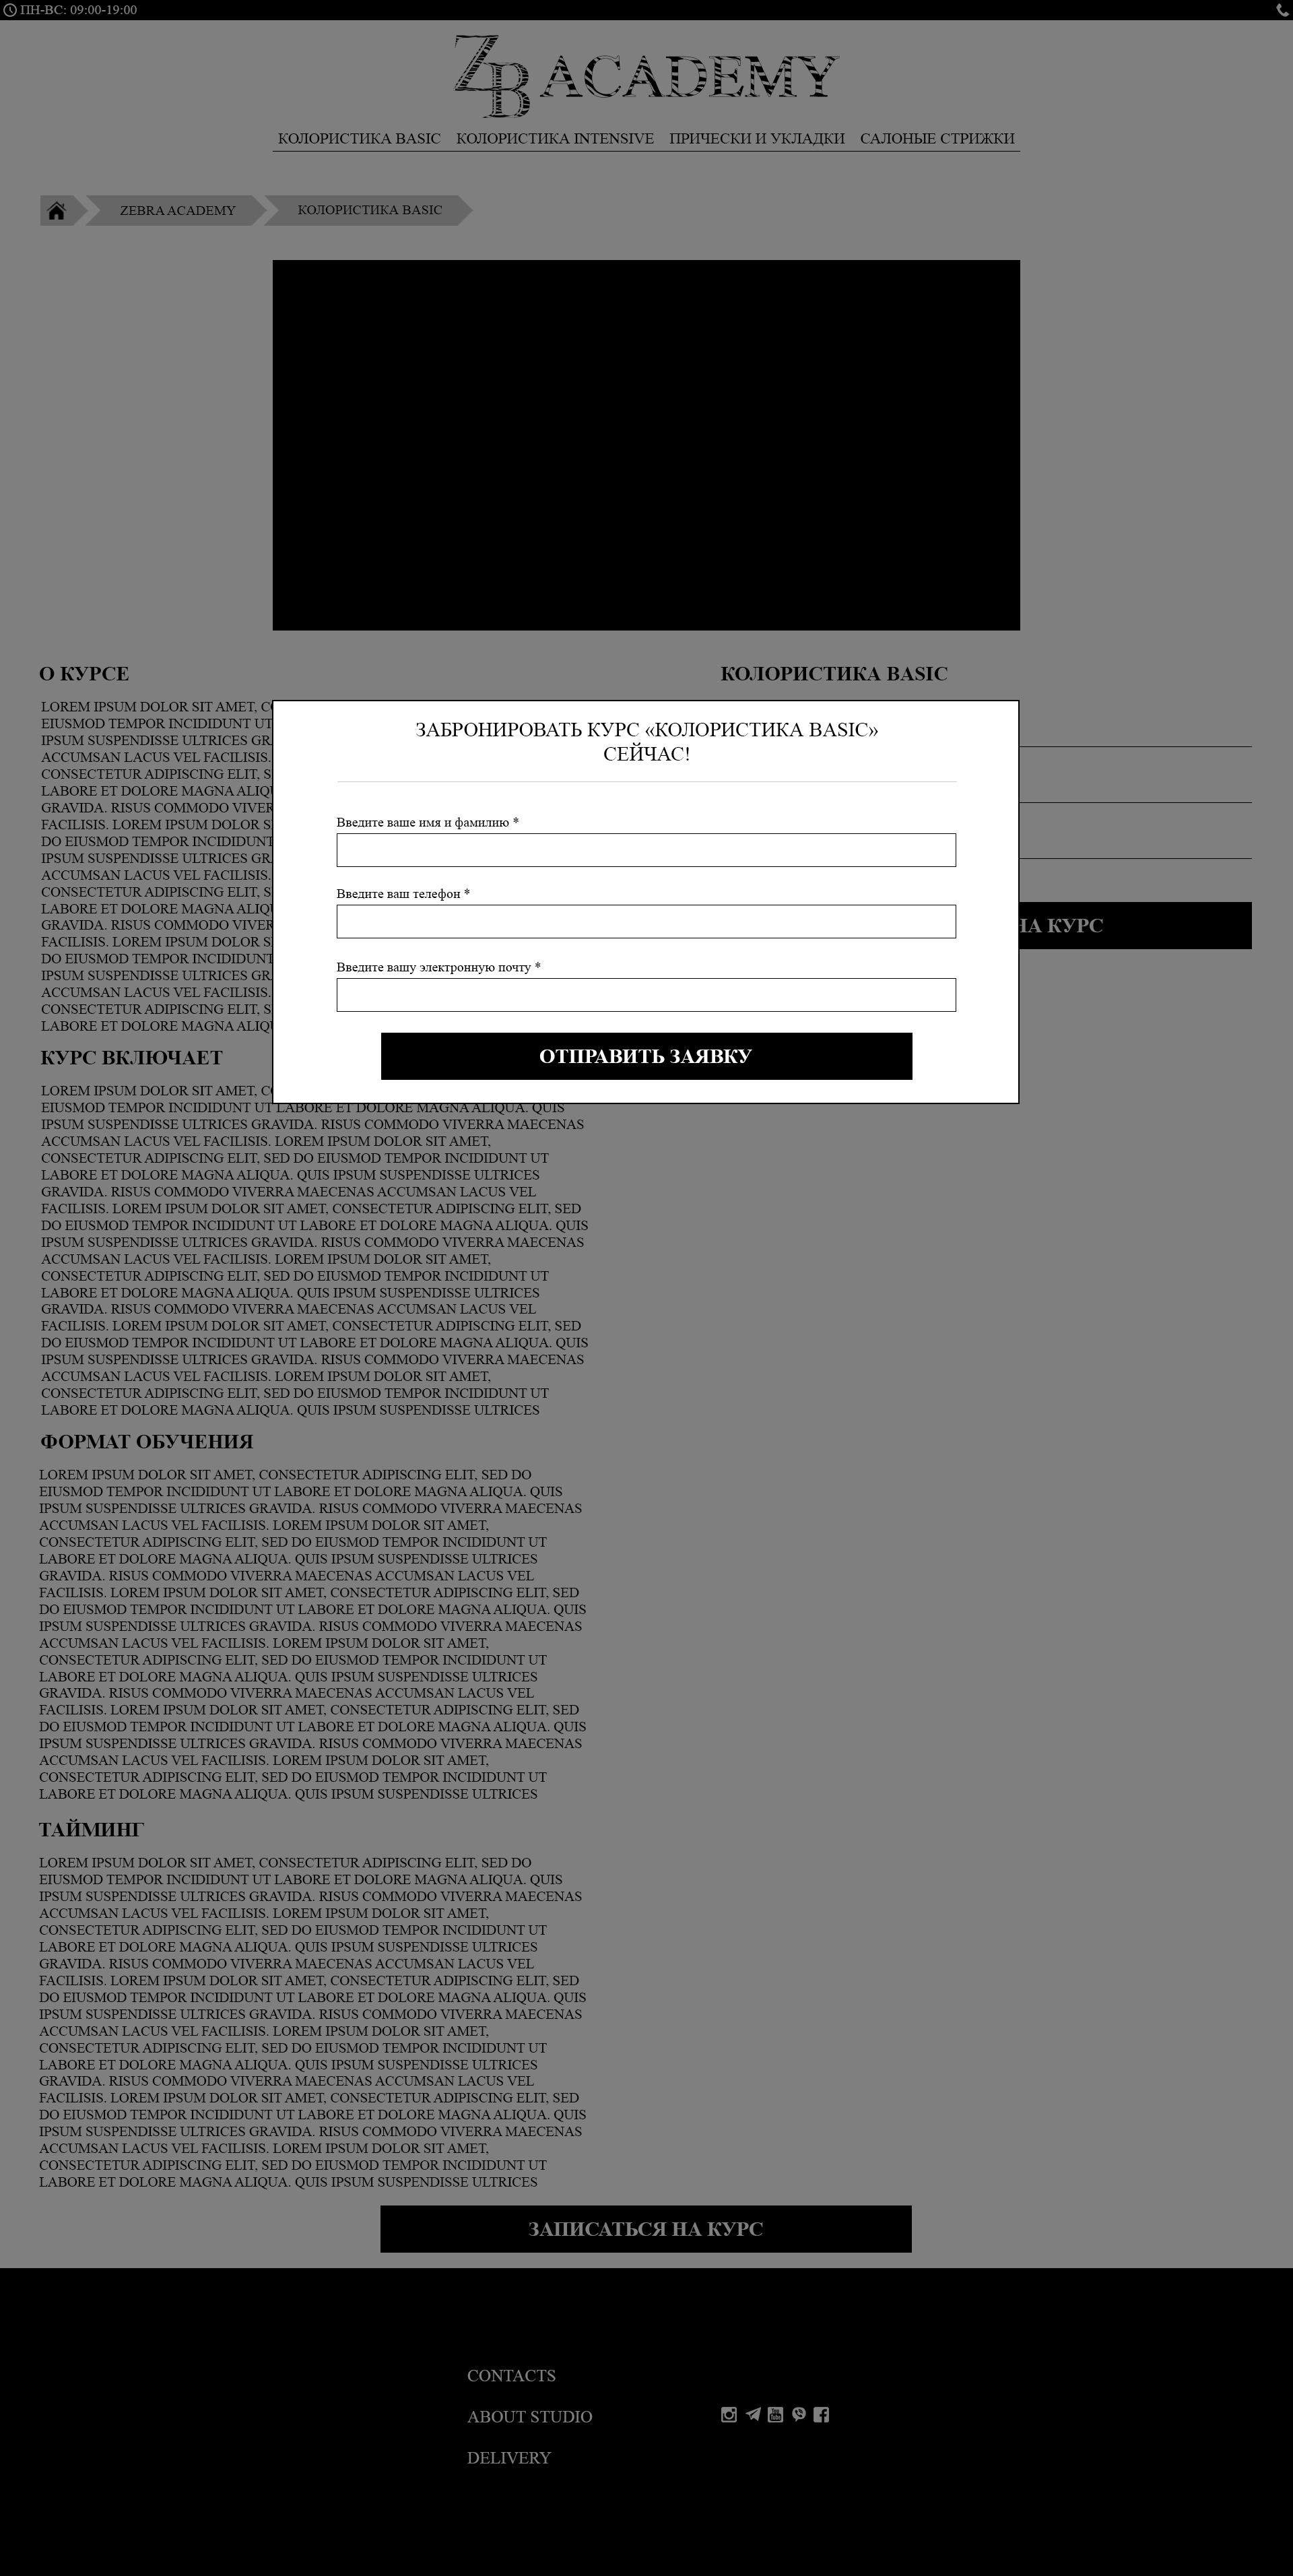 ПН-ВС: 09:00-19:00
ZB ACADEMY
КОЛОРИСТИКА BASIC КОЛОРИСТИКА INTENSIVE ПРИЧЕСКИ И УКЛАДКИ САЛОНЫЕ СТРИЖКИ
ZEBRA ACADEMY КОЛОРИСТИКА BASIC
О КУРСЕ
LOREM IPSUM DOLOR SIT AMET,
EIUSMOD TEMPOR INCIDIDUNT UT
IPSUM SUSPENDISSE ULTRICES
ACCUMSAN LACUS VEL FACILISIS.
CONSECTETUR ADIPISCING ELIT,
LABORE ET DOLORE MAGNA
GRAVIDA. RISUS COMMODO
FACILISIS. LOREM IPSUM DOLOR
DO EIUSMOD TEMPOR INCIDIDUNT
IPSUM SUSPENDISSE ULTRICES
ACCUMSAN LACUS VEL FACILISIS.
CONSECTETUR ADIPISCING ELIT,
LABORE ET DOLORE MAGNA
GRAVIDA. RISUS COMMODO
FACILISIS. LOREM IPSUM DOLOR
DO EIUSMOD TEMPOR INCIDIDUNT
IPSUM SUSPENDISSE ULTRICES
ACCUMSAN LACUS VEL FACILISIS.
CONSECTETUR ADIPISCING ELIT,
LABORE ET DOLORE MAGNA
КОЛОРИСТИКА BASIC
НА КУРС
ЗАБРОНИРОВАТЬ КУРС «КОЛОРИСТИКА BASIC»
СЕЙЧАС!
Введите ваше имя и фамилию *
Введите ваш телефон *
Введите вашу электронную почту *
ОТПРАВИТЬ ЗАЯВКУ
КУРС ВКЛЮЧАЕТ
LOREM IPSUM DOLOR SIT AMET,
EIUSMOD TEMPOR INCIDIDUNT UT LABORE ET DOLORE MAGNA ALIQUA. QUIS
IPSUM SUSPENDISSE ULTRICES GRAVIDA. RISUS COMMODO VIVERRA MAECENAS
ACCUMSAN LACUS VEL FACILISIS. LOREM IPSUM DOLOR SIT AMET,
CONSECTETUR ADIPISCING ELIT, SED DO EIUSMOD TEMPOR INCIDIDUNT UT
LABORE ET DOLORE MAGNA ALIQUA. QUIS IPSUM SUSPENDISSE ULTRICES
GRAVIDA. RISUS COMMODO VIVERRA MAECENAS ACCUMSAN LACUS VEL
FACILISIS. LOREM IPSUM DOLOR SIT AMET, CONSECTETUR ADIPISCING ELIT, SED
DO EIUSMOD TEMPOR INCIDIDUNT UT LABORE ET DOLORE MAGNA ALIQUA. QUIS
IPSUM SUSPENDISSE ULTRICES GRAVIDA. RISUS COMMODO VIVERRA MAECENAS
ACCUMSAN LACUS VEL FACILISIS. LOREM IPSUM DOLOR SIT AMET,
CONSECTETUR ADIPISCING ELIT, SED DO EIUSMOD TEMPOR INCIDIDUNT UT
LABORE ET DOLORE MAGNA ALIQUA. QUIS IPSUM SUSPENDISSE ULTRICES
GRAVIDA. RISUS COMMODO VIVERRA MAECENAS ACCUMSAN LACUS VEL
FACILISIS. LOREM IPSUM DOLOR SIT AMET, CONSECTETUR ADIPISCING ELIT, SED
DO EIUSMOD TEMPOR INCIDIDUNT UT LABORE ET DOLORE MAGNA ALIQUA. QUIS
IPSUM SUSPENDISSE ULTRICES GRAVIDA. RISUS COMMODO VIVERRA MAECENAS
ACCUMSAN LACUS VEL FACILISIS. LOREM IPSUM DOLOR SIT AMET,
CONSECTETUR ADIPISCING ELIT, SED DO EIUSMOD TEMPOR INCIDIDUNT UT
LABORE ET DOLORE MAGNA ALIQUA. QUIS IPSUM SUSPENDISSE ULTRICES
ФОРМАТ ОБУЧЕНИЯ
LOREM IPSUM DOLOR SIT AMET, CONSECTETUR ADIPISCING ELIT, SED DO
EIUSMOD TEMPOR INCIDIDUNT UT LABORE ET DOLORE MAGNA ALIQUA. QUIS
IPSUM SUSPENDISSE ULTRICES GRAVIDA. RISUS COMMODO VIVERRA MAECENAS
ACCUMSAN LACUS VEL FACILISIS. LOREM IPSUM DOLOR SIT AMET,
CONSECTETUR ADIPISCING ELIT, SED DO EIUSMOD TEMPOR INCIDIDUNT UT
LABORE ET DOLORE MAGNA ALIQUA. QUIS IPSUM SUSPENDISSE ULTRICES
GRAVIDA. RISUS COMMODO VIVERRA MAECENAS ACCUMSAN LACUS VEL
FACILISIS. LOREM IPSUM DOLOR SIT AMET, CONSECTETUR ADIPISCING ELIT, SED
DO EIUSMOD TEMPOR INCIDIDUNT UT LABORE ET DOLORE MAGNA ALIQUA. QUIS
IPSUM SUSPENDISSE ULTRICES GRAVIDA. RISUS COMMODO VIVERRA MAECENAS
ACCUMSAN LACUS VEL FACILISIS. LOREM IPSUM DOLOR SIT AMET,
CONSECTETUR ADIPISCING ELIT, SED DO EIUSMOD TEMPOR INCIDIDUNT UT
LABORE ET DOLORE MAGNA ALIQUA. QUIS IPSUM SUSPENDISSE ULTRICES
GRAVIDA. RISUS COMMODO VIVERRA MAECENAS ACCUMSAN LACUS VEL
FACILISIS. LOREM IPSUM DOLOR SIT AMET, CONSECTETUR ADIPISCING ELIT, SED
DO EIUSMOD TEMPOR INCIDIDUNT UT LABORE ET DOLORE MAGNA ALIQUA. QUIS
IPSUM SUSPENDISSE ULTRICES GRAVIDA. RISUS COMMODO VIVERRA MAECENAS
ACCUMSAN LACUS VEL FACILISIS. LOREM IPSUM DOLOR SIT AMET,
CONSECTETUR ADIPISCING ELIT, SED DO EIUSMOD TEMPOR INCIDIDUNT UT
LABORE ET DOLORE MAGNA ALIQUA. QUIS IPSUM SUSPENDISSE ULTRICES
ТАЙМИНГ
LOREM IPSUM DOLOR SIT AMET, CONSECTETUR ADIPISCING ELIT, SED DO
EIUSMOD TEMPOR INCIDIDUNT UT LABORE ET DOLORE MAGNA ALIQUA. QUIS
IPSUM SUSPENDISSE ULTRICES GRAVIDA. RISUS COMMODO VIVERRA MAECENAS
ACCUMSAN LACUS VEL FACILISIS. LOREM IPSUM DOLOR SIT AMET,
CONSECTETUR ADIPISCING ELIT, SED DO EIUSMOD TEMPOR INCIDIDUNT UT
LABORE ET DOLORE MAGNA ALIQUA. QUIS IPSUM SUSPENDISSE ULTRICES
GRAVIDA. RISUS COMMODO VIVERRA MAECENAS ACCUMSAN LACUS VEL
FACILISIS. LOREM IPSUM DOLOR SIT AMET, CONSECTETUR ADIPISCING ELIT, SED
DO EIUSMOD TEMPOR INCIDIDUNT UT LABORE ET DOLORE MAGNA ALIQUA. QUIS
IPSUM SUSPENDISSE ULTRICES GRAVIDA. RISUS COMMODO VIVERRA MAECENAS
ACCUMSAN LACUS VEL FACILISIS. LOREM IPSUM DOLOR SIT AMET,
CONSECTETUR ADIPISCING ELIT, SED DO EIUSMOD TEMPOR INCIDIDUNT UT
LABORE ET DOLORE MAGNA ALIQUA. QUIS IPSUM SUSPENDISSE ULTRICES
GRAVIDA. RISUS COMMODO VIVERRA MAECENAS ACCUMSAN LACUS VEL
FACILISIS. LOREM IPSUM DOLOR SIT AMET, CONSECTETUR ADIPISCING ELIT, SED
DO EIUSMOD TEMPOR INCIDIDUNT UT LABORE ET DOLORE MAGNA ALIQUA. QUIS
IPSUM SUSPENDISSE ULTRICES GRAVIDA. RISUS COMMODO VIVERRA MAECENAS
ACCUMSAN LACUS VEL FACILISIS. LOREM IPSUM DOLOR SIT AMET,
CONSECTETUR ADIPISCING ELIT, SED DO EIUSMOD TEMPOR INCIDIDUNT UT
LABORE ET DOLORE MAGNA ALIQUA. QUIS IPSUM SUSPENDISSE ULTRICES
ЗАПИСАТЬСЯ НА КУРС
CONTACTS
ABOUT STUDIO
DELIVERY